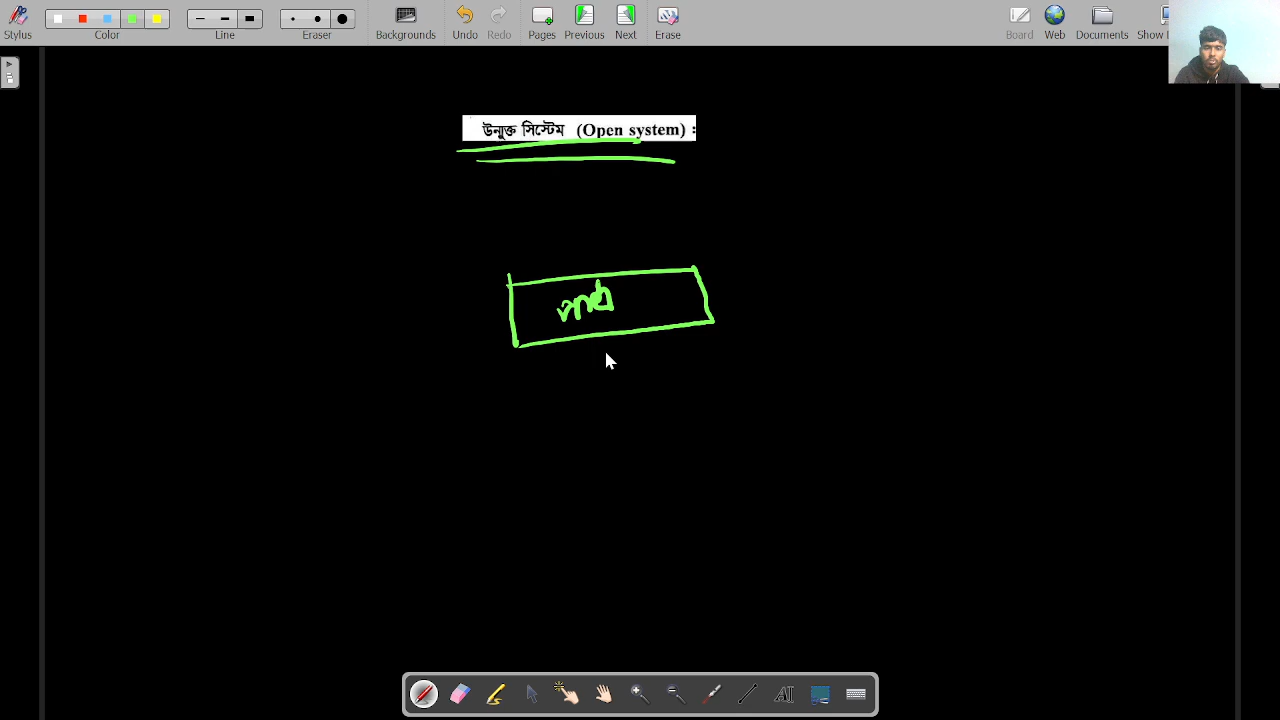 Stylus Color Line Eraser Backgrounds Undo Redo Pages Previous Next Erase Board Web Documents Show
উন্মুক্ত সিস্টেম (Open system) :